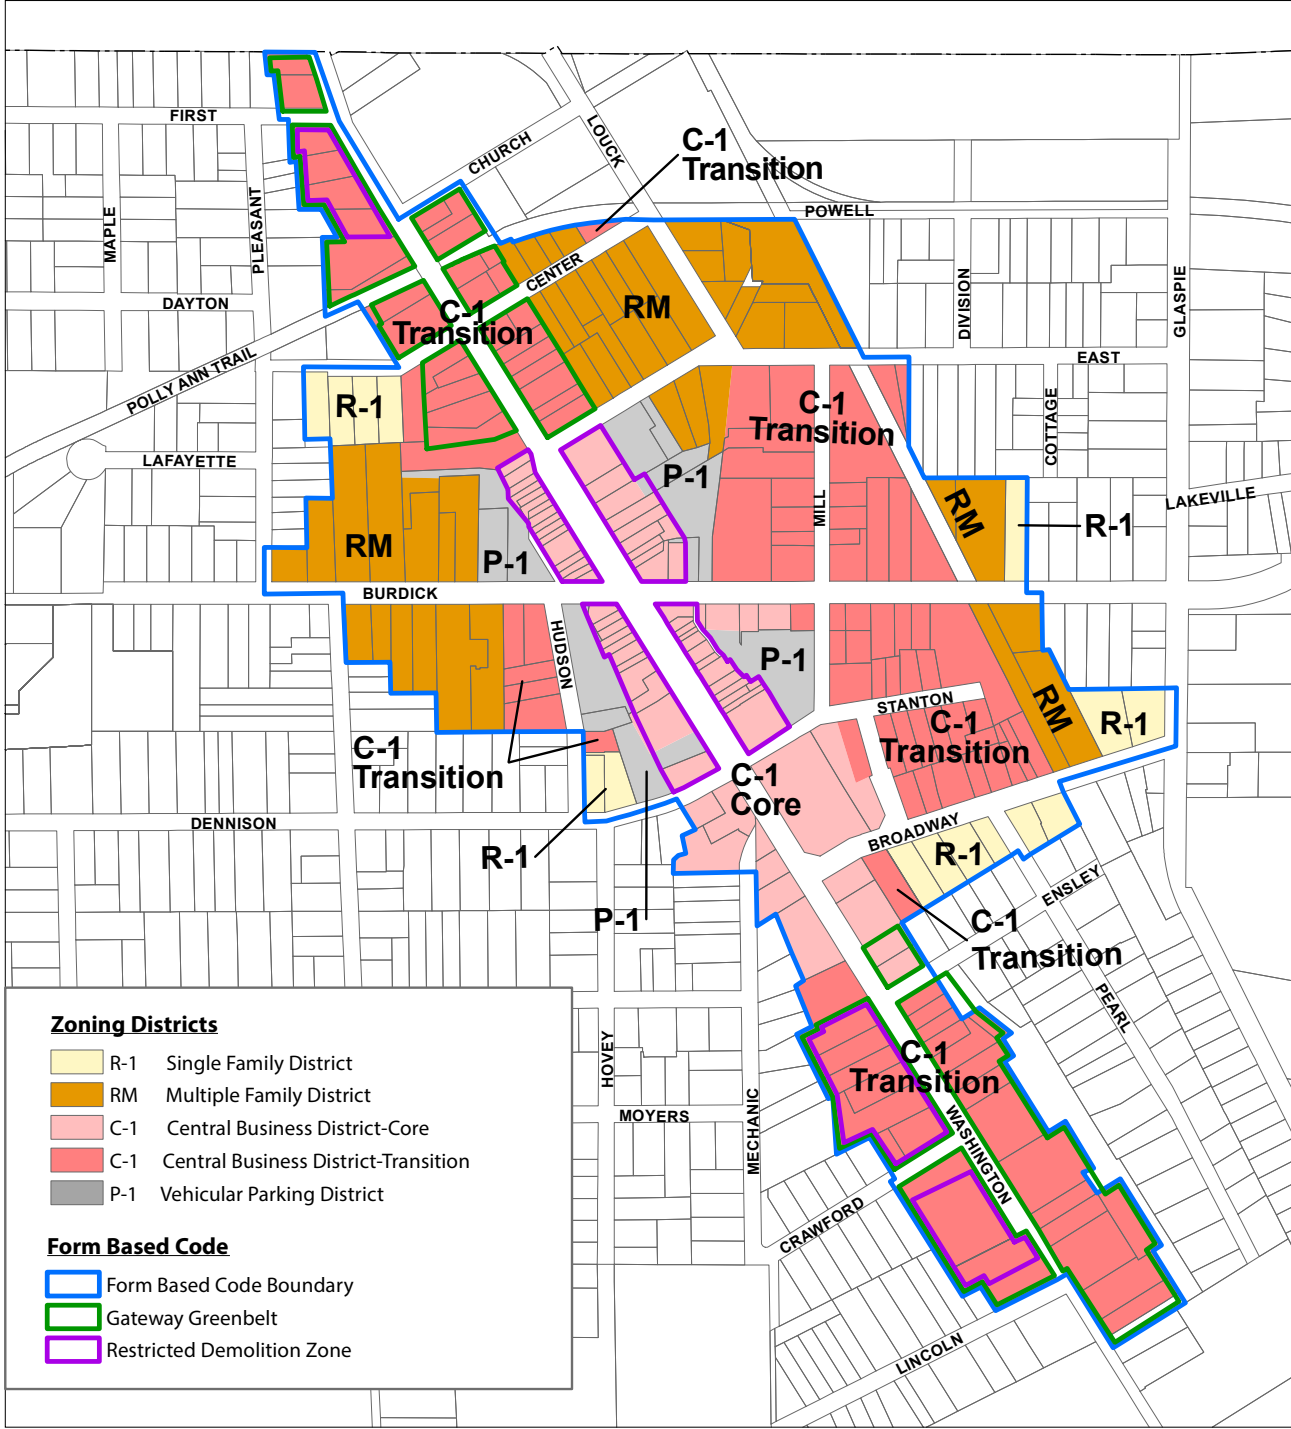 FIRST
CHURCH
LOUCK
C-1
Transition
MAPLE
PLEASANT
POWELL
CENTER
DAYTON
C-1
Transition
RM
DIVISION
GLASPIE
EAST
POLLY ANN TRAIL
R-1
C-1
Transition
COTTAGE
LAFAYETTE
P-1
MILL
RM
LAKEVILLE
R-1
RM
P-1
BURDICK
HUDSON
P-1
STANTON
RM
R-1
C-1
Transition
C-1
Transition
C-1
Core
DENNISON
BROADWAY
R-1
R-1
ENSLEY
P-1
C-1
Transition
PEARL
HOVEY
C-1
Transition
MOYERS
MECHANIC
WASHINGTON
CRAWFORD
LINCOLN
Zoning Districts
R-1 Single Family District
RM Multiple Family District
C-1 Central Business District-Core
C-1 Central Business District-Transition
P-1 Vehicular Parking District
Form Based Code
Form Based Code Boundary
Gateway Greenbelt
Restricted Demolition Zone